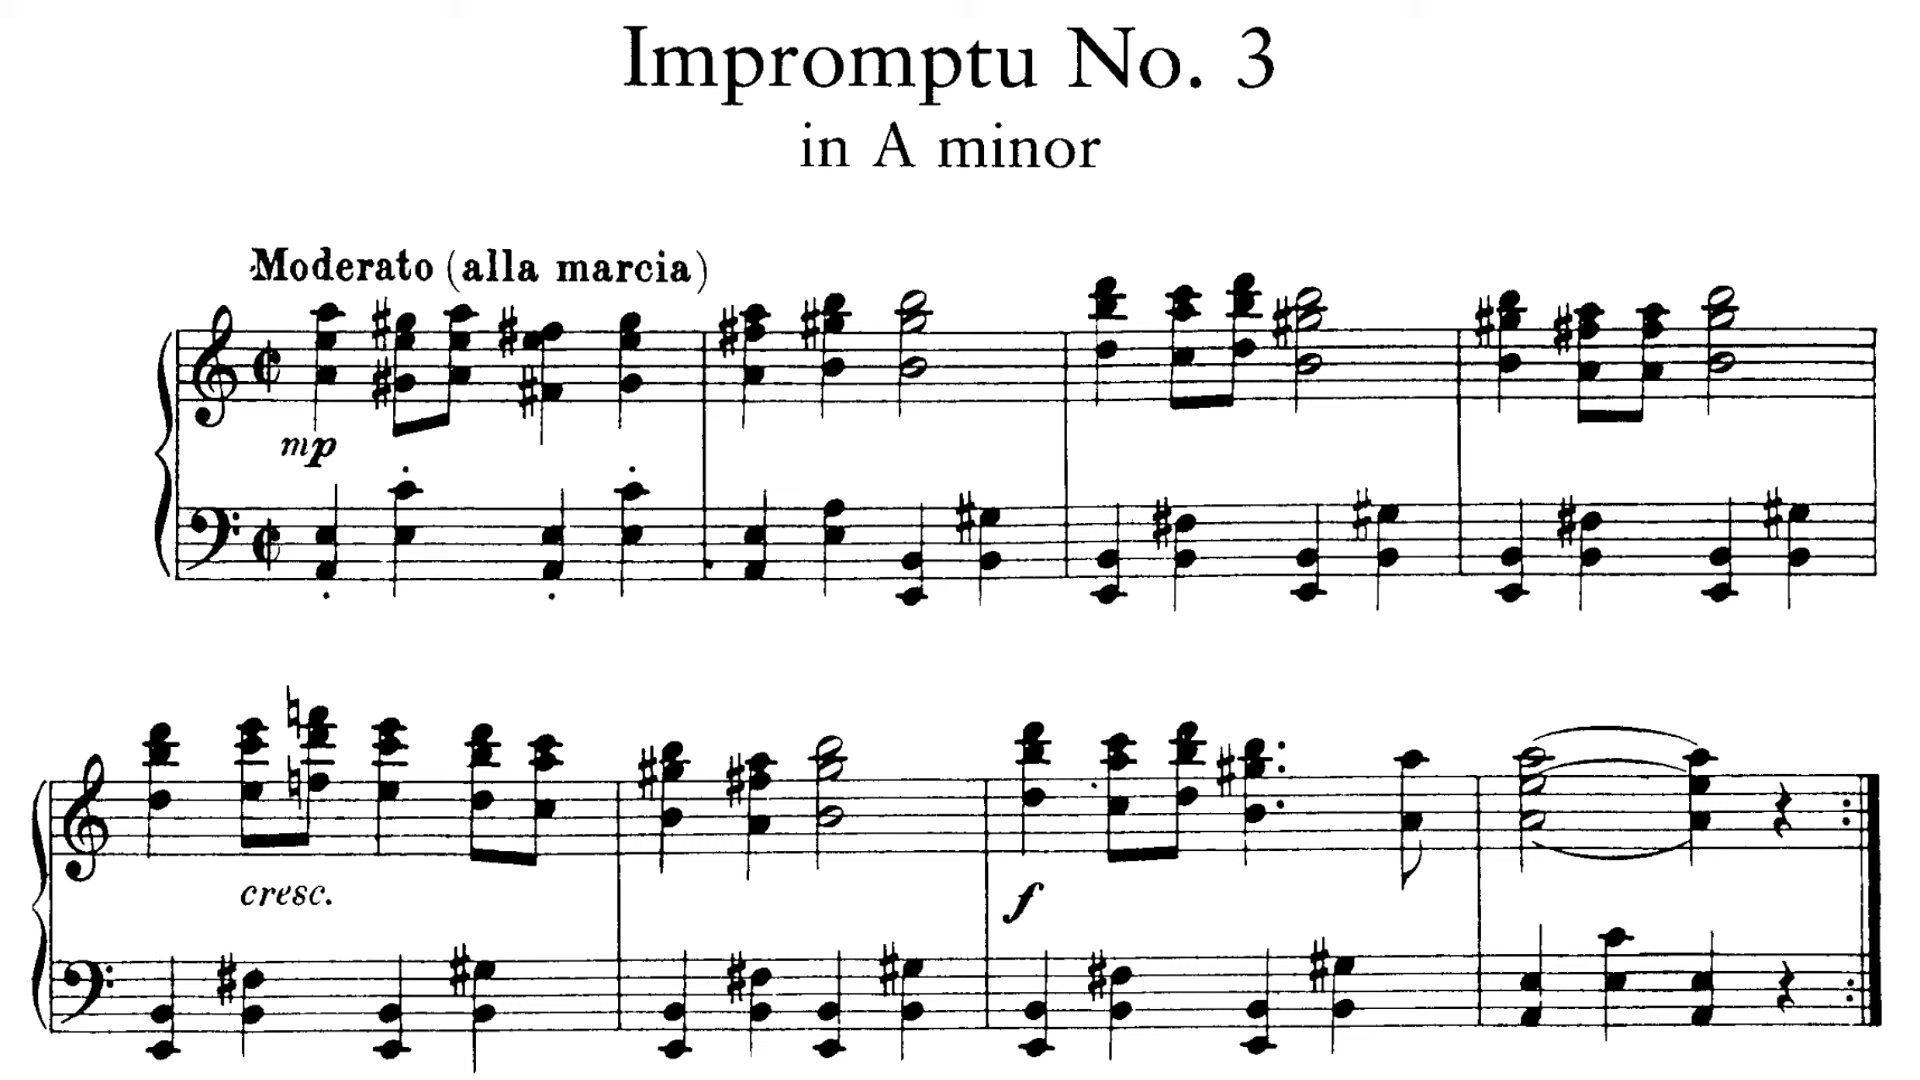 Impromptu No. 3
in A minor
Moderato (alla marcia)
mp
cresc.
f